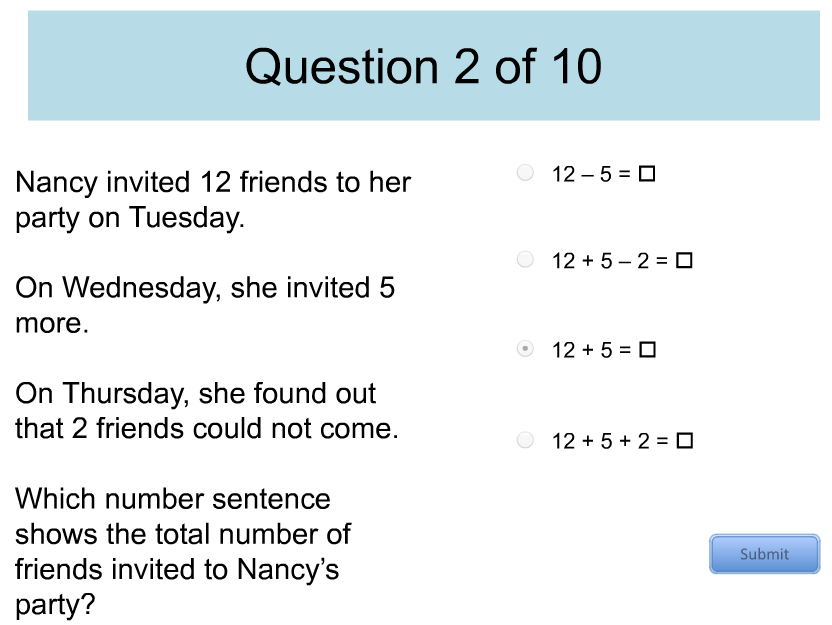 Question 2 of 10
Nancy invited 12 friends to her
party on Tuesday.
On Wednesday, she invited 5
more.
On Thursday, she found out
that 2 friends could not come.
Which number sentence
shows the total number of
friends invited to Nancy’s
party?
12 – 5 = □
12 + 5 – 2 = □
12 + 5 = □
12 + 5 + 2 = □
Submit